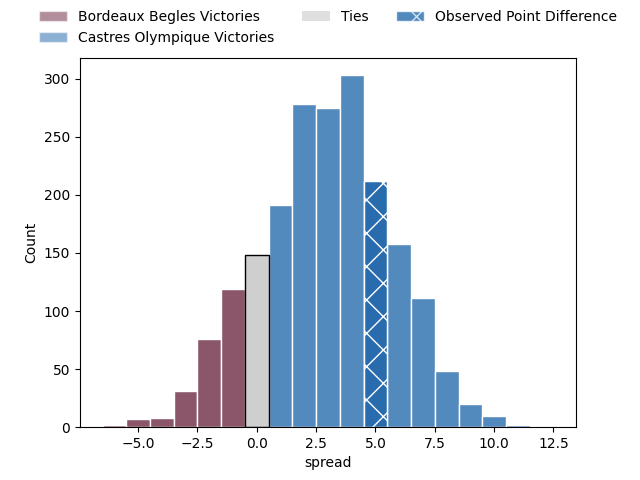 Bordeaux Begles Victories
Castres Olympique Victories
Ties
Observed Point Difference
300
250
200
150
100
50
0
Count
−5.0
−2.5
0.0
2.5
5.0
7.5
10.0
12.5
spread